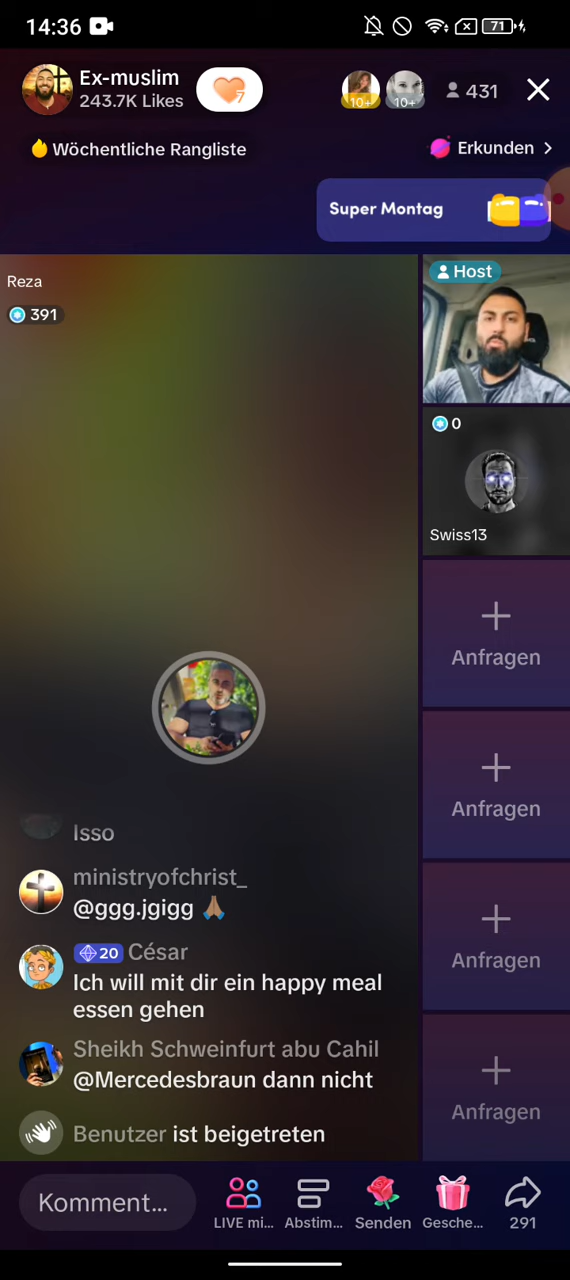 14:36
71
Ex-muslim
243.7K Likes
7
10+
10+
431
Wöchentliche Rangliste
Erkunden
Super Montag
Reza
391
Host
0
Swiss13
Anfragen
Anfragen
Anfragen
Anfragen
Isso
ministryofchrist_
@ggg.jgigg 🙏🏽
20 César
Ich will mit dir ein happy meal
essen gehen
Sheikh Schweinfurt abu Cahil
@Mercedesbraun dann nicht
Benutzer ist beigetreten
Komment...
LIVE mi...
Abstim...
Senden
Gesche...
291